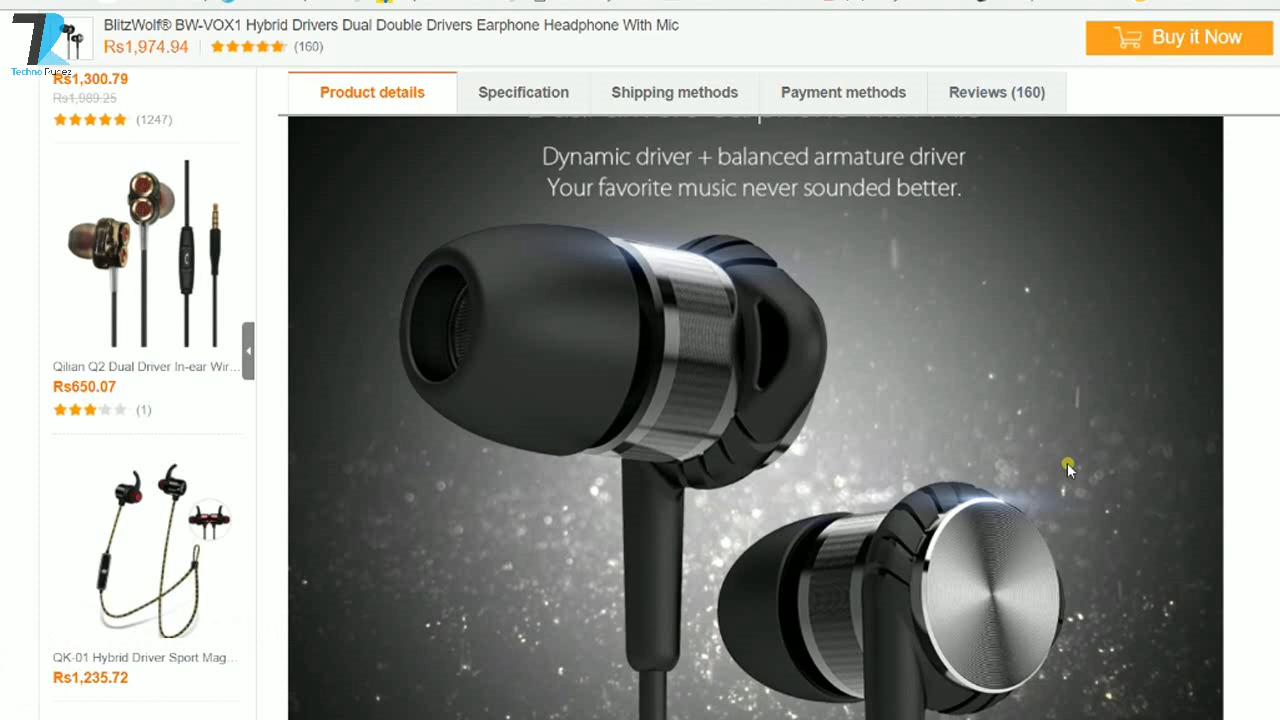 BlitzWolf® BW-VOX1 Hybrid Drivers Dual Double Drivers Earphone Headphone With Mic
Rs1,974.94
(160)
Buy it Now
Rs1,300.79
Rs1,989.25
(1247)
Qilian Q2 Dual Driver In-ear Wir...
Rs650.07
(1)
QK-01 Hybrid Driver Sport Mag...
Rs1,235.72
Product details
Specification
Shipping methods
Payment methods
Reviews (160)
Dynamic driver + balanced armature driver
Your favorite music never sounded better.